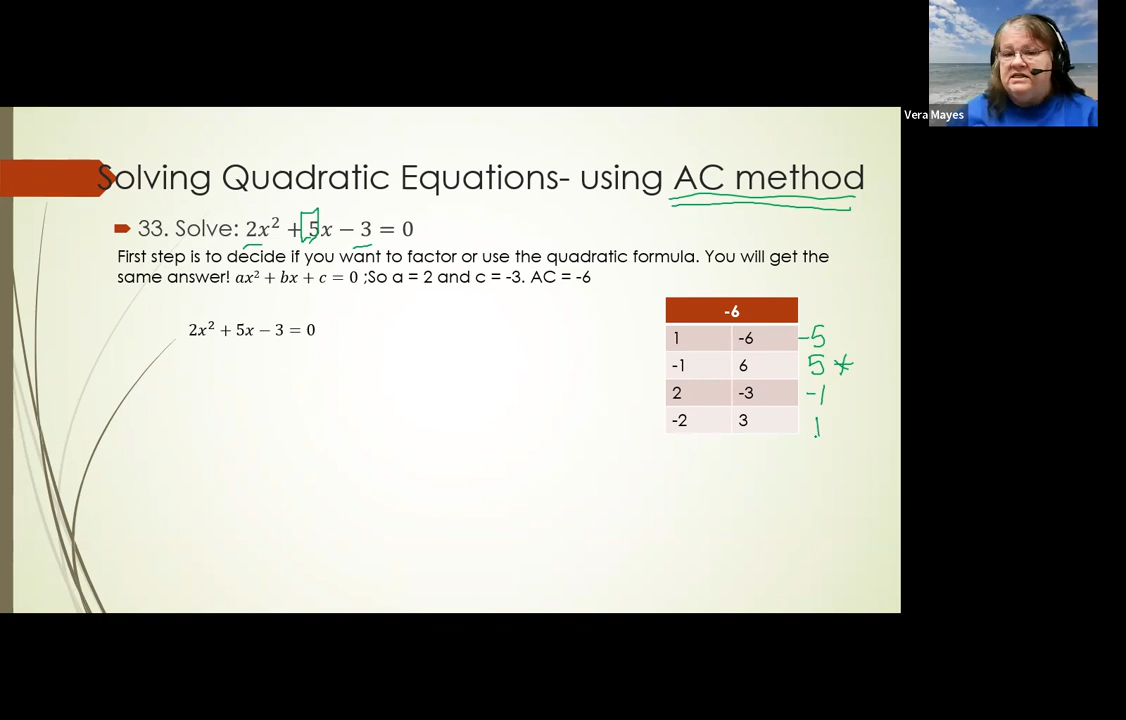 Vera Mayes
Solving Quadratic Equations- using AC method
33. Solve: 2x² + 5x − 3 = 0
First step is to decide if you want to factor or use the quadratic formula. You will get the
same answer! ax² + bx + c = 0 ;So a = 2 and c = -3. AC = -6
2x² + 5x − 3 = 0
-6
1 -6 -5
-1 6 5 *
2 -3 -1
-2 3 1